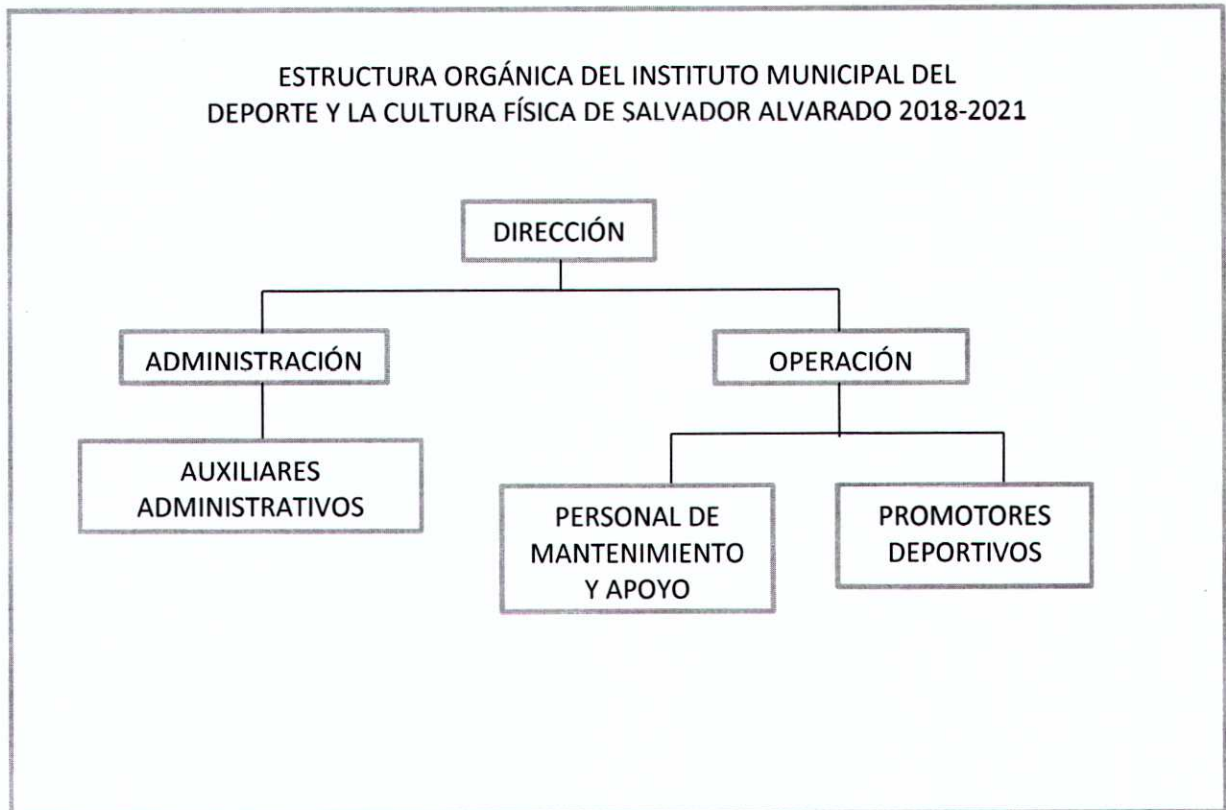 ESTRUCTURA ORGÁNICA DEL INSTITUTO MUNICIPAL DEL
DEPORTE Y LA CULTURA FÍSICA DE SALVADOR ALVARADO 2018-2021
DIRECCIÓN
ADMINISTRACIÓN
OPERACIÓN
AUXILIARES
ADMINISTRATIVOS
PERSONAL DE
MANTENIMIENTO
Y APOYO
PROMOTORES
DEPORTIVOS